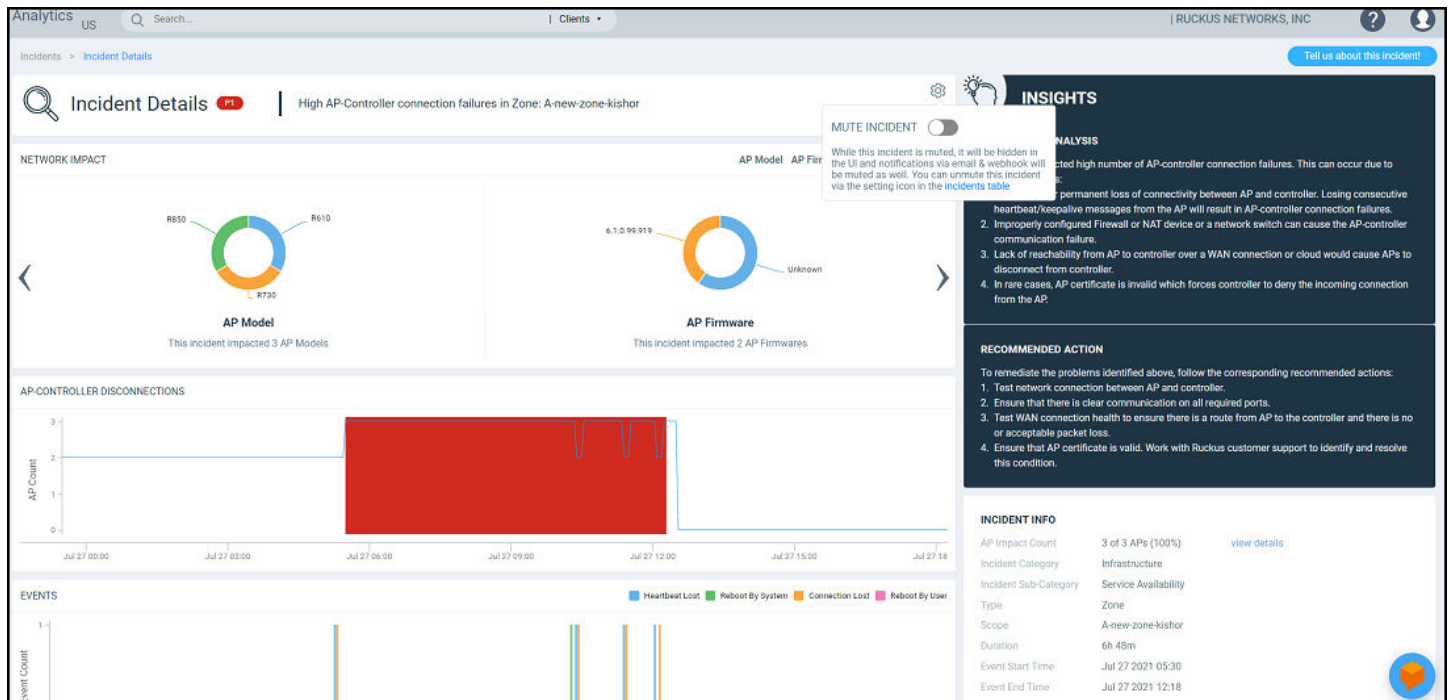 Analytics US
Search...
| Clients
| RUCKUS NETWORKS, INC
?
Incidents > Incident Details
Tell us about this incident!
Incident Details P1
High AP-Controller connection failures in Zone: A-new-zone-kishor
MUTE INCIDENT
While this incident is muted, it will be hidden in
the UI and notifications via email & webhook will
be muted as well. You can unmute this incident
via the setting icon in the incidents table
NETWORK IMPACT
AP Model AP Fir
R850
R610
R730
AP Model
This incident impacted 3 AP Models
6.1.0.99.919
Unknown
AP Firmware
This incident impacted 2 AP Firmwares
AP-CONTROLLER DISCONNECTIONS
AP Count
3
2
1
0
Jul 27 00:00
Jul 27 03:00
Jul 27 06:00
Jul 27 09:00
Jul 27 12:00
Jul 27 15:00
Jul 27 18
EVENTS
Heartbeat Lost
Reboot By System
Connection Lost
Reboot By User
1
Event Count
INSIGHTS
NALYSIS
cted high number of AP-controller connection failures. This can occur due to
s:
permanent loss of connectivity between AP and controller. Losing consecutive
heartbeat/keepalive messages from the AP will result in AP-controller connection failures.
2. Improperly configured Firewall or NAT device or a network switch can cause the AP-controller
communication failure.
3. Lack of reachability from AP to controller over a WAN connection or cloud would cause APs to
disconnect from controller.
4. In rare cases, AP certificate is invalid which forces controller to deny the incoming connection
from the AP.
RECOMMENDED ACTION
To remediate the problems identified above, follow the corresponding recommended actions:
1. Test network connection between AP and controller.
2. Ensure that there is clear communication on all required ports.
3. Test WAN connection health to ensure there is a route from AP to the controller and there is no
or acceptable packet loss.
4. Ensure that AP certificate is valid. Work with Ruckus customer support to identify and resolve
this condition.
INCIDENT INFO
AP Impact Count 3 of 3 APs (100%) view details
Incident Category Infrastructure
Incident Sub-Category Service Availability
Type Zone
Scope A-new-zone-kishor
Duration 6h 48m
Event Start Time Jul 27 2021 05:30
Event End Time Jul 27 2021 12:18